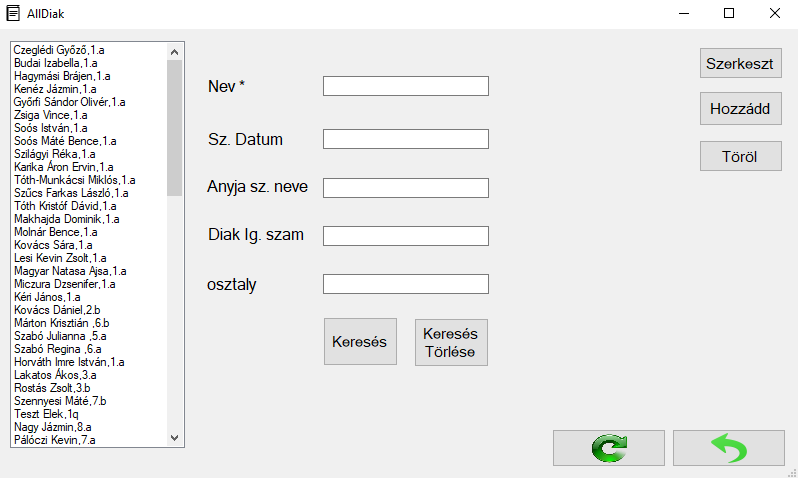 AllDiak
Czeglédi Győző,1.a
Budai Izabella,1.a
Hagymási Brájen,1.a
Kenéz Jázmin,1.a
Győrfi Sándor Olivér,1.a
Zsiga Vince,1.a
Soós István,1.a
Soós Máté Bence,1.a
Szilágyi Réka,1.a
Karika Áron Ervin,1.a
Tóth-Munkácsi Miklós,1.a
Szűcs Farkas László,1.a
Tóth Kristóf Dávid,1.a
Makhajda Dominik,1.a
Molnár Bence,1.a
Kovács Sára,1.a
Lesi Kevin Zsolt,1.a
Magyar Natasa Ajsa,1.a
Miczura Dzsenifer,1.a
Kéri János,1.a
Kovács Dániel,2.b
Márton Krisztián ,6.b
Szabó Julianna ,5.a
Szabó Regina ,6.a
Horváth Imre István,1.a
Lakatos Ákos,3.a
Rostás Zsolt,3.b
Szennyesi Máté,7.b
Teszt Elek,1q
Nagy Jázmin,8.a
Pálóczi Kevin,7.a
Nev *
Sz. Datum
Anyja sz. neve
Diak Ig. szam
osztaly
Keresés
Keresés
Törlése
Szerkeszt
Hozzádd
Töröl